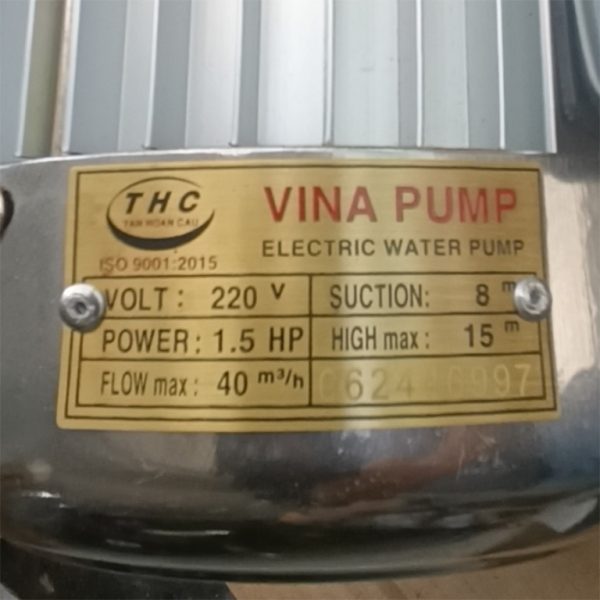 THC
TAN HOAN CAU
ISO 9001:2015
VINA PUMP
ELECTRIC WATER PUMP
VOLT: 220 V
SUCTION: 8 m
POWER: 1.5 HP
HIGH max: 15 m
FLOW max: 40 m³/h